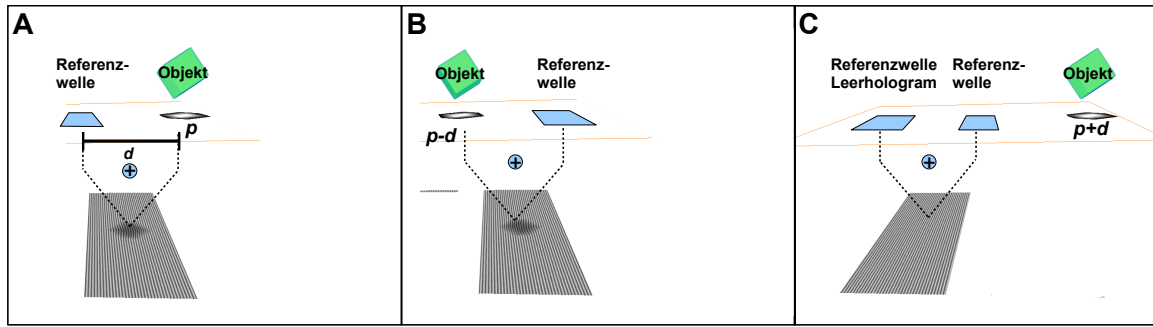 A
Referenz-
welle
Objekt
p
d
+
B
Objekt
Referenz-
welle
p-d
+
C
Referenzwelle
Leerhologram
Referenz-
welle
Objekt
p+d
+